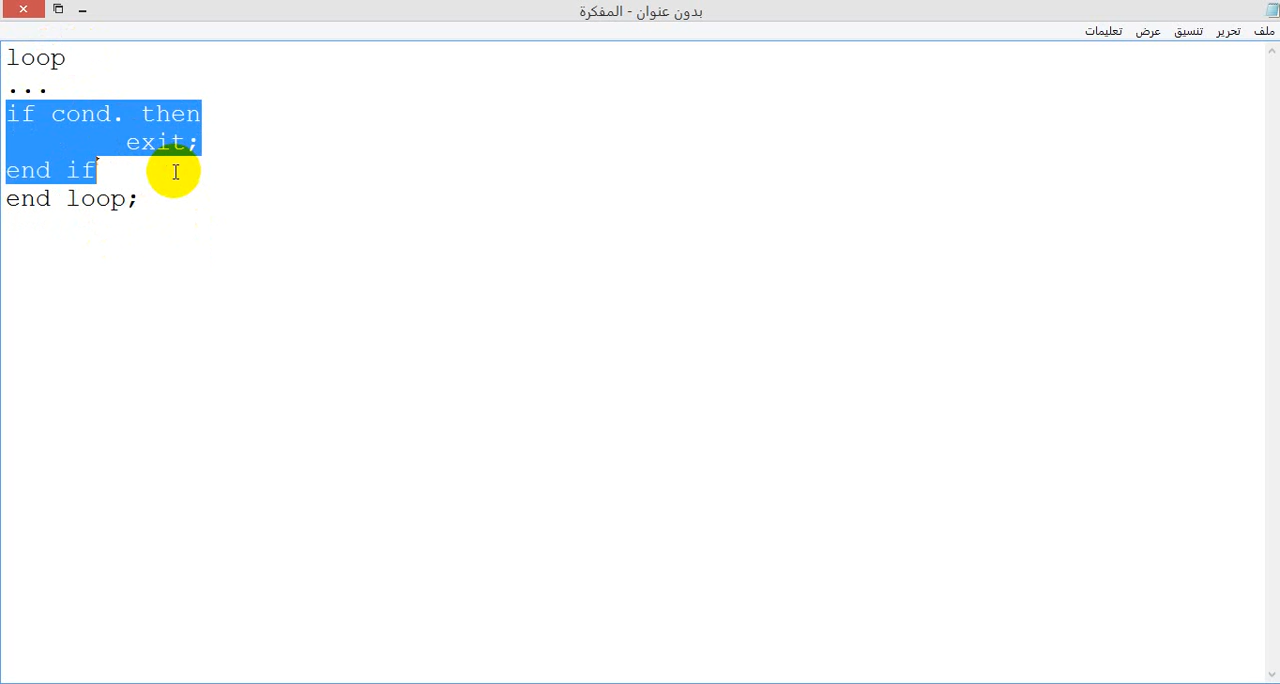 بدون عنوان - المفكرة
ملف تحرير تنسيق عرض تعليمات
loop
...
if cond. then
exit;
end if
end loop;